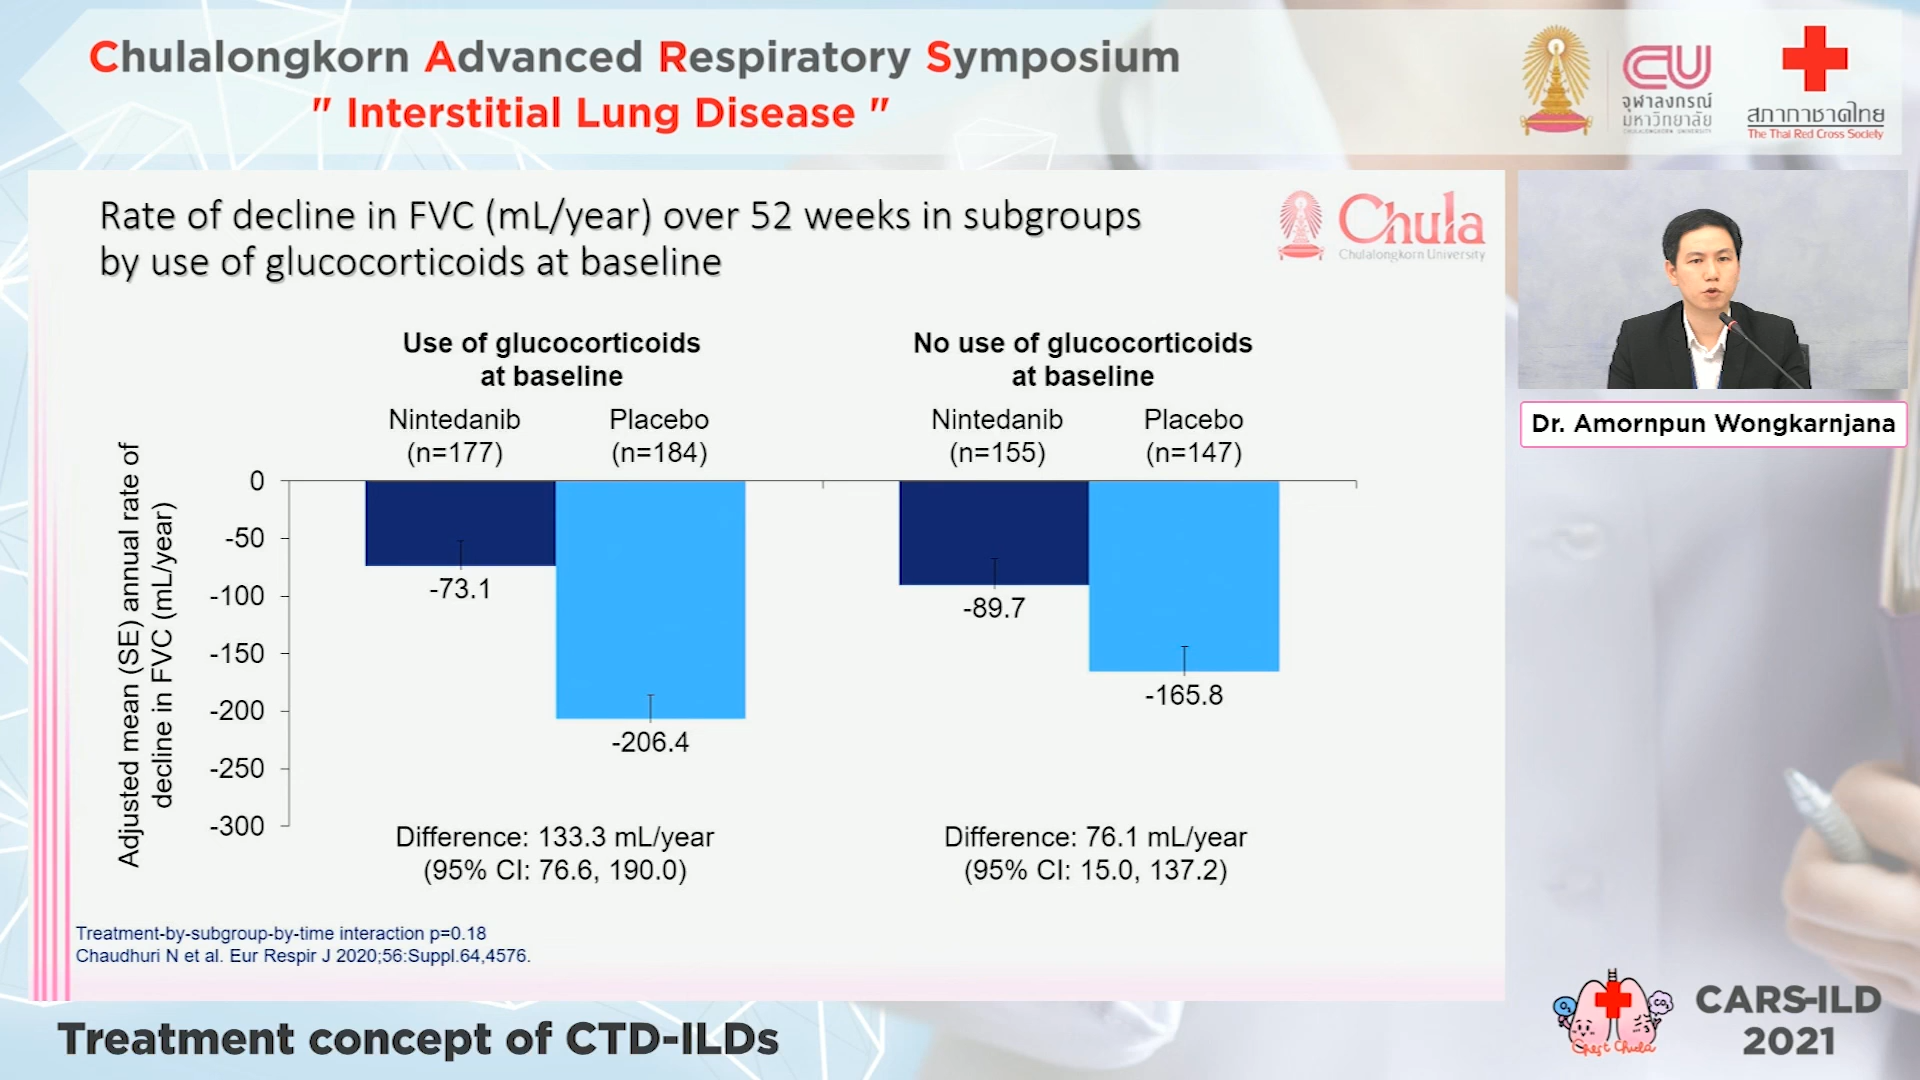 Chulalongkorn Advanced Respiratory Symposium
" Interstitial Lung Disease "
CU
จุฬาลงกรณ์
มหาวิทยาลัย
CHULALONGKORN UNIVERSITY
สภากาชาดไทย
The Thai Red Cross Society
Rate of decline in FVC (mL/year) over 52 weeks in subgroups
by use of glucocorticoids at baseline
Chula
Chulalongkorn University
Use of glucocorticoids
at baseline
No use of glucocorticoids
at baseline
Nintedanib
(n=177)
Placebo
(n=184)
Nintedanib
(n=155)
Placebo
(n=147)
Adjusted mean (SE) annual rate of
decline in FVC (mL/year)
0
-50
-100
-150
-200
-250
-300
-73.1
-206.4
-89.7
-165.8
Difference: 133.3 mL/year
(95% CI: 76.6, 190.0)
Difference: 76.1 mL/year
(95% CI: 15.0, 137.2)
Treatment-by-subgroup-by-time interaction p=0.18
Chaudhuri N et al. Eur Respir J 2020;56:Suppl.64,4576.
Dr. Amornpun Wongkarnjana
Treatment concept of CTD-ILDs
O₂
CO₂
Chest Chula
CARS-ILD
2021